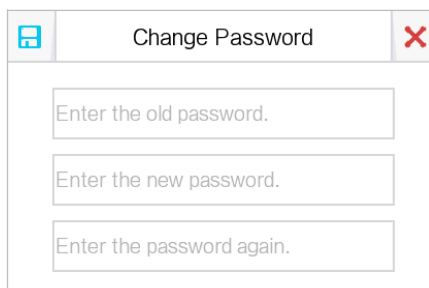 Change Password
Enter the old password.
Enter the new password.
Enter the password again.